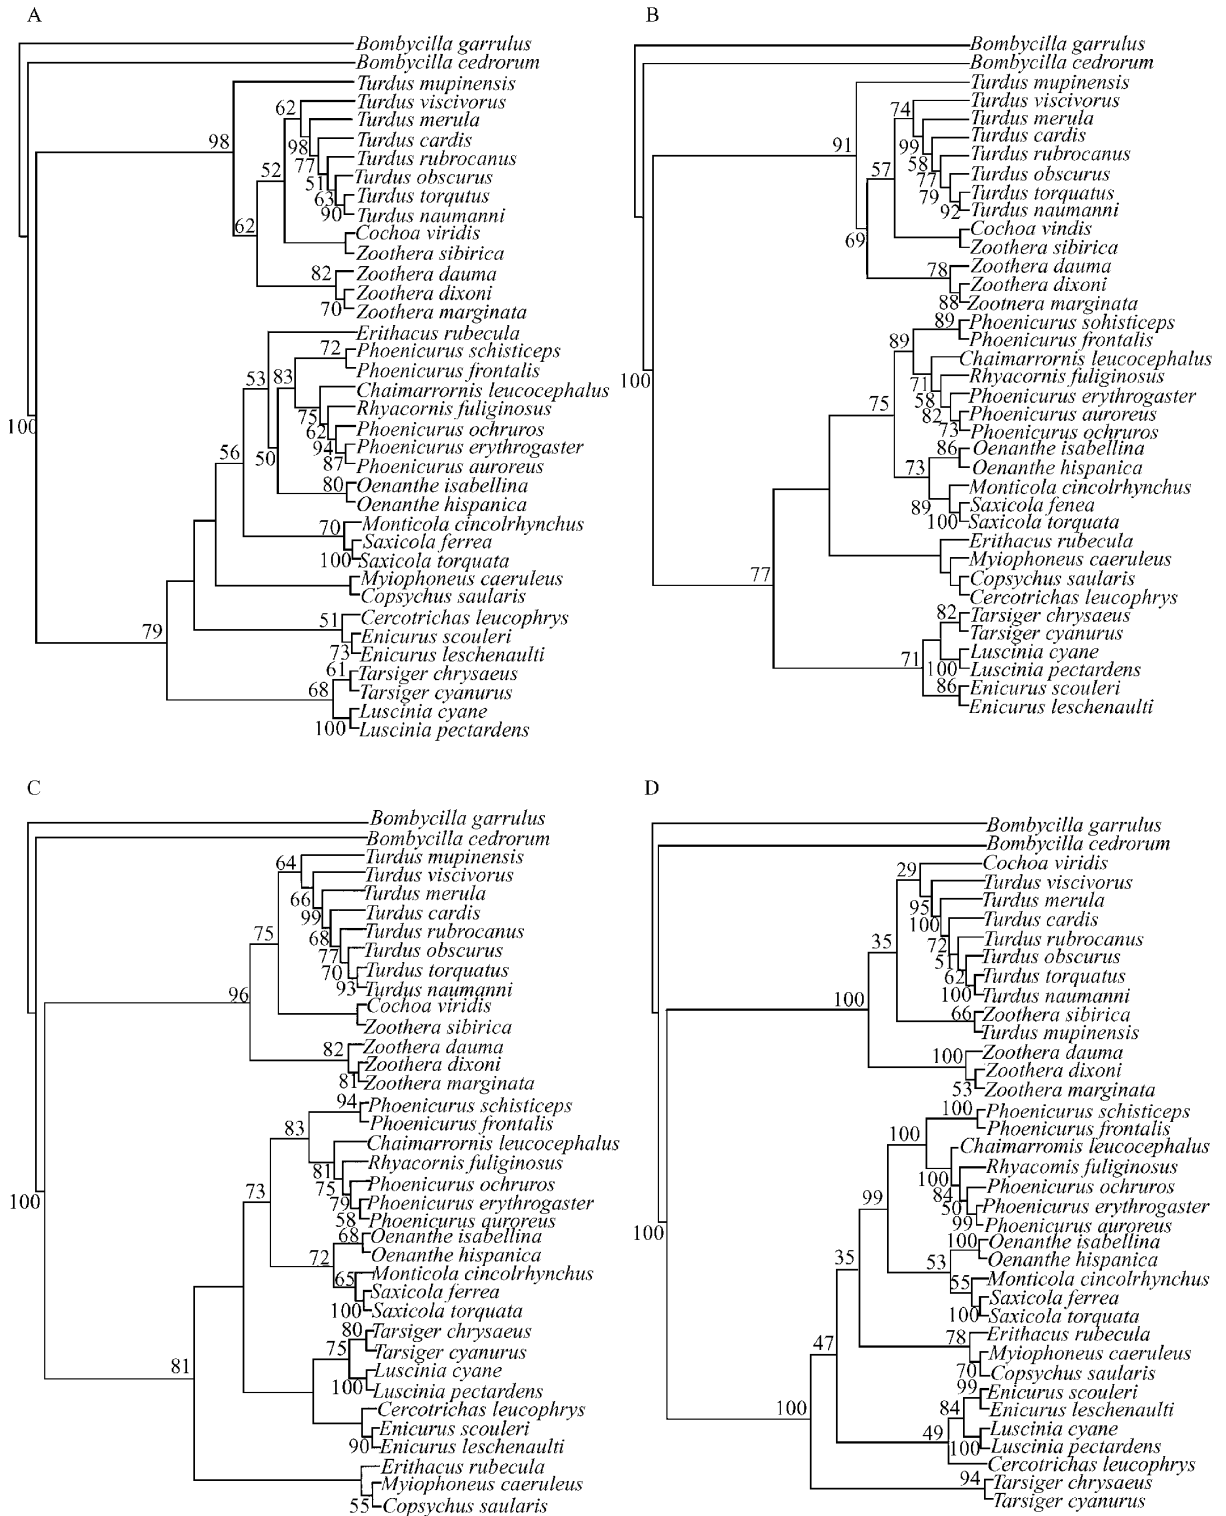 A
Bombycilla garrulus
Bombycilla cedrorum
Turdus mupinensis
62 Turdus viscivorus
Turdus merula
98
98 Turdus cardis
77 Turdus rubrocanus
52
51 Turdus obscurus
63 Turdus torqutus
90 Turdus naumanni
62
Cochoa viridis
Zoothera sibirica
82 Zoothera dauma
Zoothera dixoni
70 Zoothera marginata
Erithacus rubecula
72 Phoenicurus schisticeps
Phoenicurus frontalis
53 83
Chaimarrornis leucocephalus
75 Rhyacornis fuliginosus
100
62 Phoenicurus ochruros
94 Phoenicurus erythrogaster
56 50
87 Phoenicurus auroreus
80 Oenanthe isabellina
Oenanthe hispanica
70 Monticola cincolrhynchus
Saxicola ferrea
100 Saxicola torquata
Myiophoneus caeruleus
Copsychus saularis
51 Cercotrichas leucophrys
79
Enicurus scouleri
73 Enicurus leschenaulti
61 Tarsiger chrysaeus
68 Tarsiger cyanurus
Luscinia cyane
100 Luscinia pectardens
B
Bombycilla garrulus
Bombycilla cedrorum
Turdus mupinensis
74 Turdus viscivorus
Turdus merula
91
99 Turdus cardis
58 Turdus rubrocanus
57
77 Turdus obscurus
79 Turdus torquatus
92 Turdus naumanni
69
Cochoa vindis
Zoothera sibirica
78 Zoothera dauma
Zoothera dixoni
88 Zootnera marginata
89 Phoenicurus sohisticeps
89 Phoenicurus frontalis
Chaimarrornis leucocephalus
100
71 Rhyacornis fuliginosus
58 Phoenicurus erythrogaster
75
82 Phoenicurus auroreus
73 Phoenicurus ochruros
86 Oenanthe isabellina
73 Oenanthe hispanica
Monticola cincolrhynchus
89 Saxicola fenea
100 Saxicola torquata
Erithacus rubecula
Myiophoneus caeruleus
77
Copsychus saularis
Cercotrichas leucophrys
82 Tarsiger chrysaeus
Tarsiger cyanurus
71 Luscinia cyane
100 Luscinia pectardens
86 Enicurus scouleri
Enicurus leschenaulti
C
Bombycilla garrulus
Bombycilla cedrorum
64 Turdus mupinensis
Turdus viscivorus
66 Turdus merula
99 Turdus cardis
75
68 Turdus rubrocanus
77 Turdus obscurus
70 Turdus torquatus
93 Turdus naumanni
96
Cochoa viridis
Zoothera sibirica
82 Zoothera dauma
Zoothera dixoni
81 Zoothera marginata
94 Phoenicurus schisticeps
83 Phoenicurus frontalis
Chaimarrornis leucocephalus
81 Rhyacornis fuliginosus
75 Phoenicurus ochruros
100 73
79 Phoenicurus erythrogaster
58 Phoenicurus auroreus
68 Oenanthe isabellina
72 Oenanthe hispanica
65 Monticola cincolrhynchus
Saxicola ferrea
100 Saxicola torquata
80 Tarsiger chrysaeus
75 Tarsiger cyanurus
81
Luscinia cyane
100 Luscinia pectardens
Cercotrichas leucophrys
Enicurus scouleri
90 Enicurus leschenaulti
Erithacus rubecula
Myiophoneus caeruleus
55 Copsychus saularis
D
Bombycilla garrulus
Bombycilla cedrorum
29 Cochoa viridis
Turdus viscivorus
95 Turdus merula
100 Turdus cardis
35
72 Turdus rubrocanus
51 Turdus obscurus
62 Turdus torquatus
100 Turdus naumanni
100
66 Zoothera sibirica
Turdus mupinensis
100 Zoothera dauma
Zoothera dixoni
53 Zoothera marginata
100 Phoenicurus schisticeps
100 Phoenicurus frontalis
Chaimarromis leucocephalus
100 Rhyacomis fuliginosus
84 Phoenicurus ochruros
99
50 Phoenicurus erythrogaster
99 Phoenicurus auroreus
100
100 Oenanthe isabellina
35 53 Oenanthe hispanica
55 Monticola cincolrhynchus
Saxicola ferrea
100 Saxicola torquata
78 Erithacus rubecula
47
Myiophoneus caeruleus
70 Copsychus saularis
99 Enicurus scouleri
84 Enicurus leschenaulti
100
49 Luscinia cyane
100 Luscinia pectardens
Cercotrichas leucophrys
94 Tarsiger chrysaeus
Tarsiger cyanurus